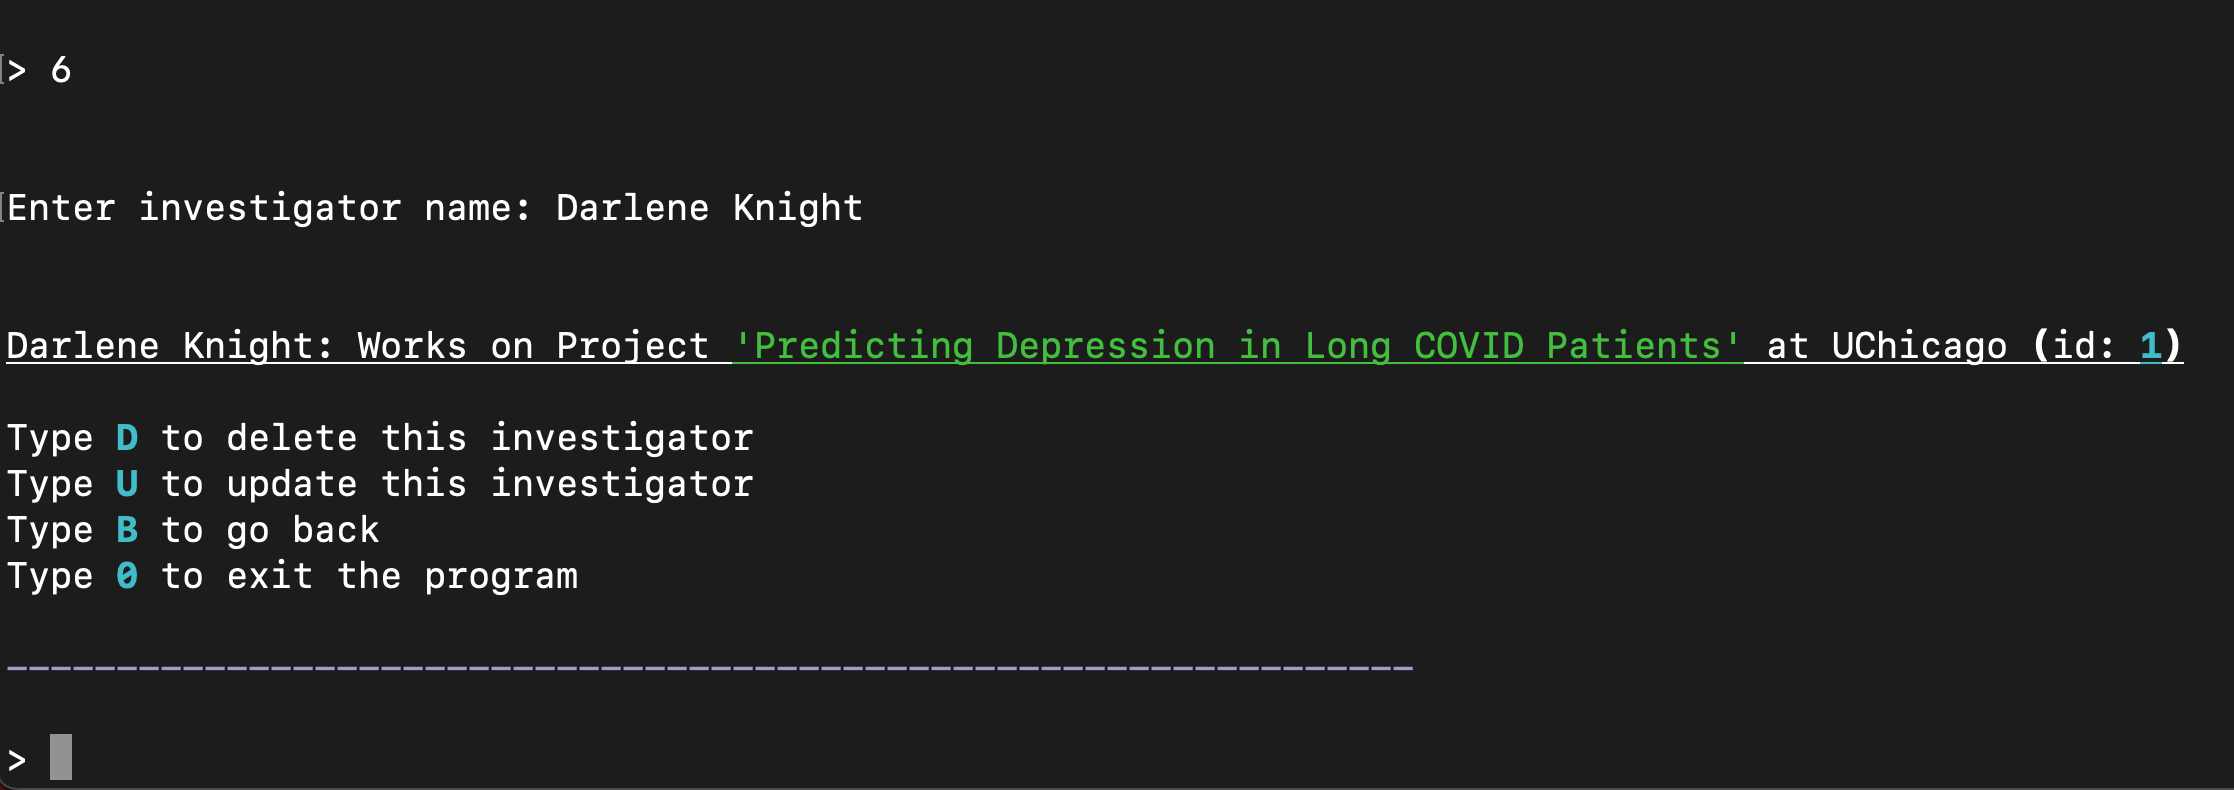 > 6
Enter investigator name: Darlene Knight
Darlene Knight: Works on Project 'Predicting Depression in Long COVID Patients' at UChicago (id: 1)
Type D to delete this investigator
Type U to update this investigator
Type B to go back
Type 0 to exit the program
----------------------------------------------------------------
>